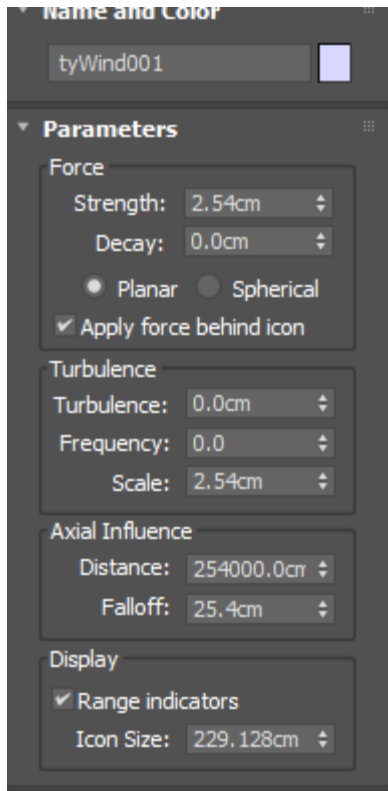 Name and Color
tyWind001
Parameters
Force
Strength: 2.54cm
Decay: 0.0cm
Planar Spherical
Apply force behind icon
Turbulence
Turbulence: 0.0cm
Frequency: 0.0
Scale: 2.54cm
Axial Influence
Distance: 254000.0cm
Falloff: 25.4cm
Display
Range indicators
Icon Size: 229.128cm